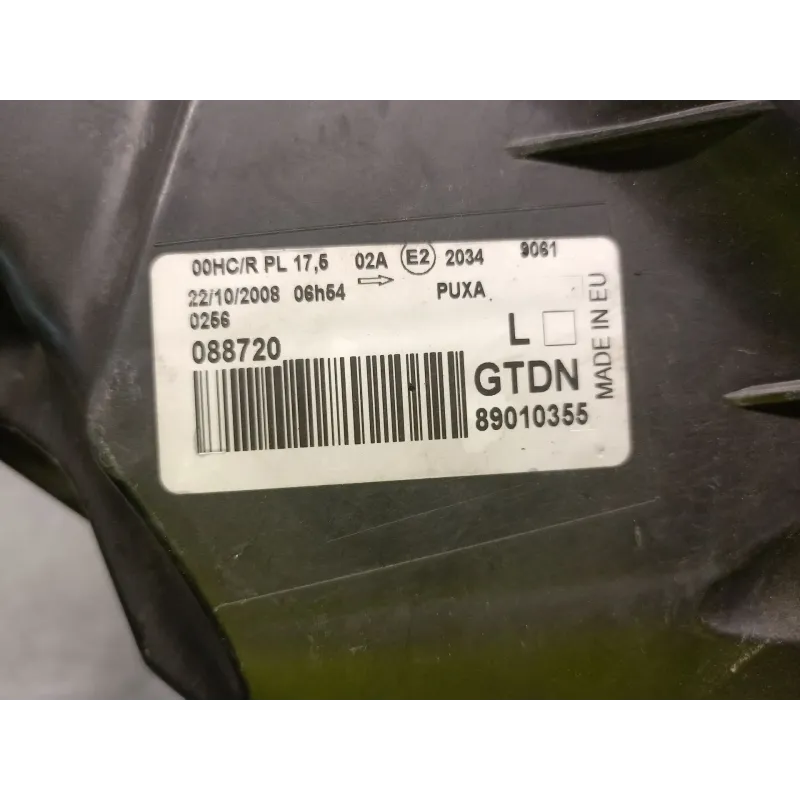 00HC/R PL 17,5 02A E2 2034 9061
22/10/2008 06h54 PUXA
0256
088720
L
GTDN
89010355
MADE IN EU